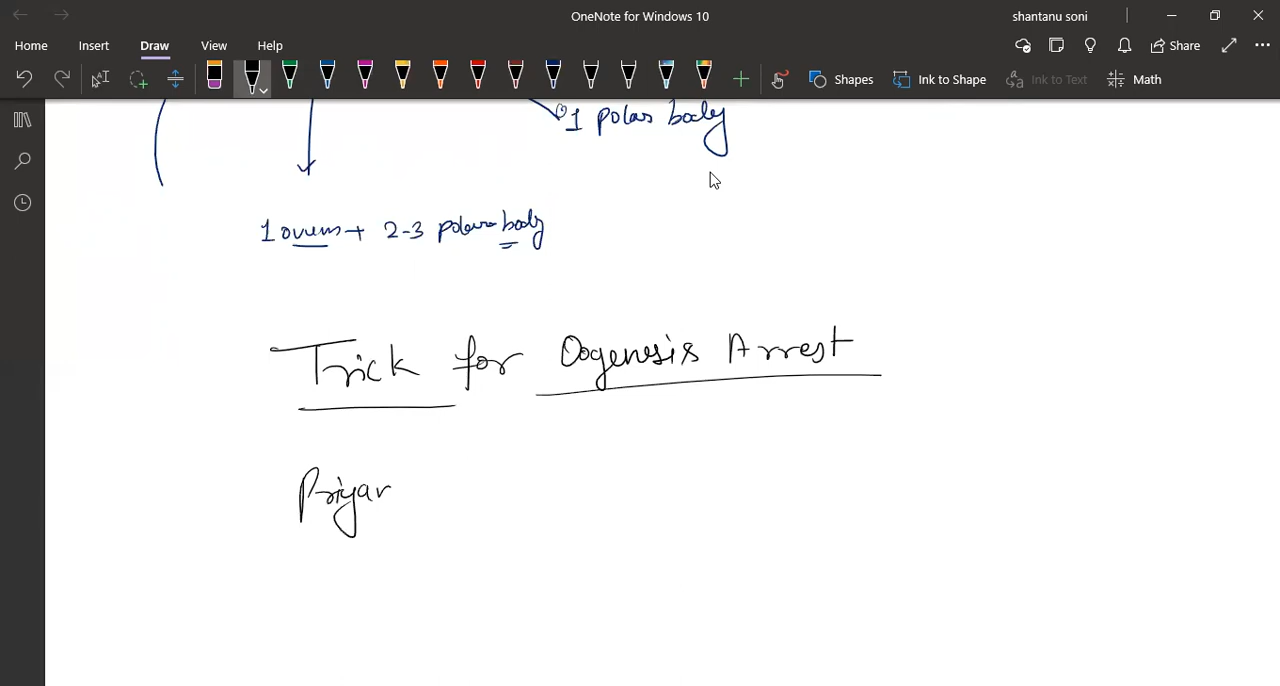 OneNote for Windows 10
shantanu soni
Home Insert Draw View Help
Share
Shapes Ink to Shape Ink to Text Math
1 polar body
1 ovum + 2-3 polar body
Trick for Oogenesis Arrest
Priyan